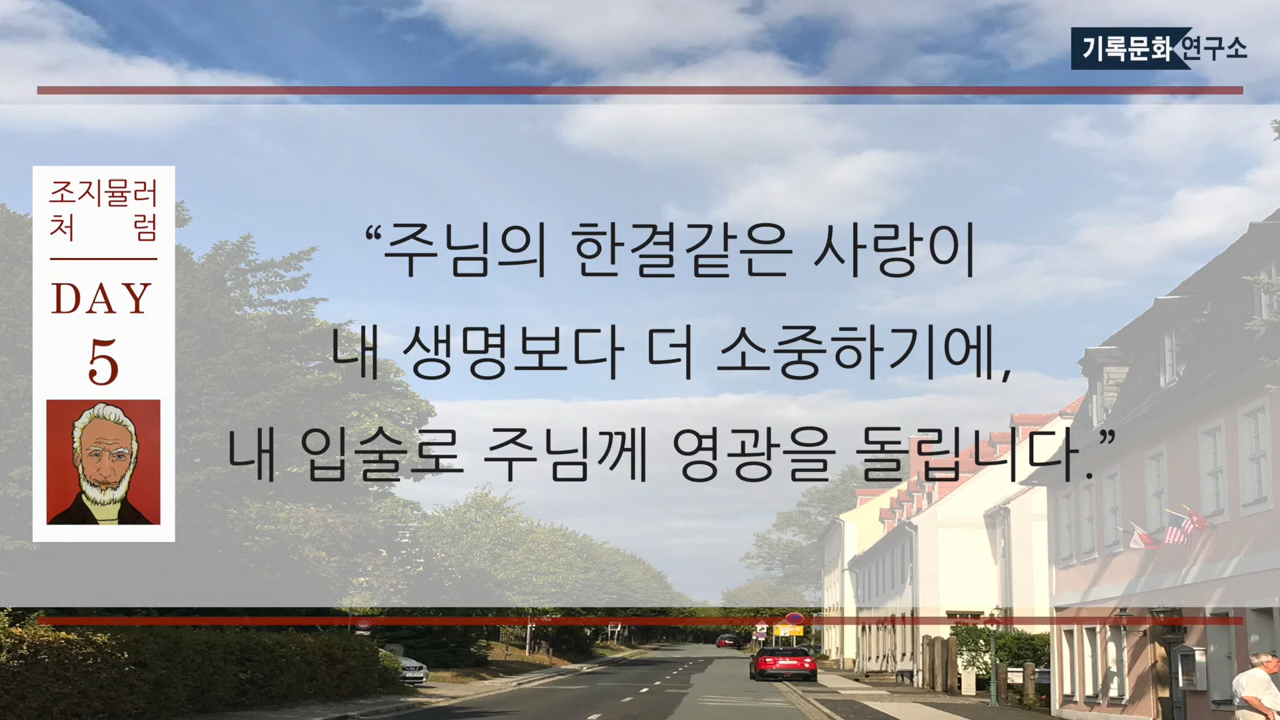 기록문화 연구소
조지뮬러
처 럼
DAY
5
“주님의 한결같은 사랑이
내 생명보다 더 소중하기에,
내 입술로 주님께 영광을 돌립니다.”